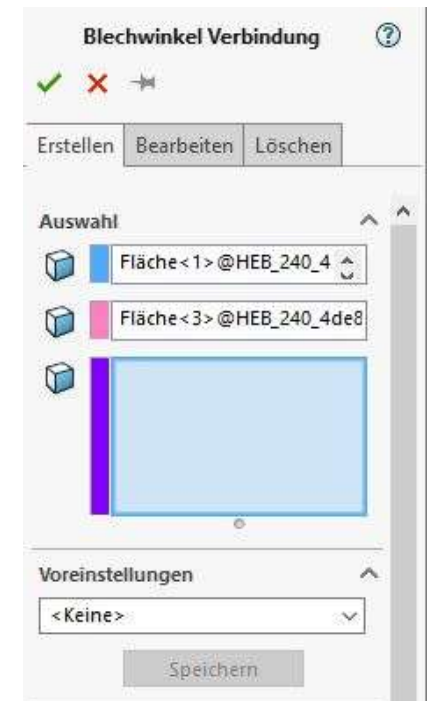 Blechwinkel Verbindung
Erstellen Bearbeiten Löschen
Auswahl
Fläche<1>@HEB_240_4
Fläche<3>@HEB_240_4de8
Voreinstellungen
<Keine>
Speichern